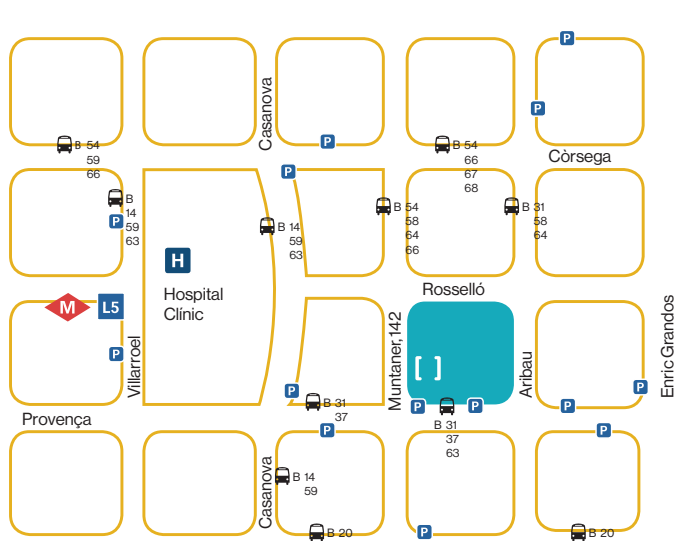 P
Casanova
P
P
B 54
59
66
B 54
66
67
68
Còrsega
P
B
14
59
63
P
B 14
59
63
B 54
58
64
66
B 31
58
64
H
Hospital
Clínic
Rosselló
M
L5
P
Villarroel
Muntaner, 142
[ ]
Aribau
Enric Grandos
P
P
B 31
37
P
P
P
Provença
P
B 31
37
63
P
Casanova
B 14
59
B 20
P
B 20